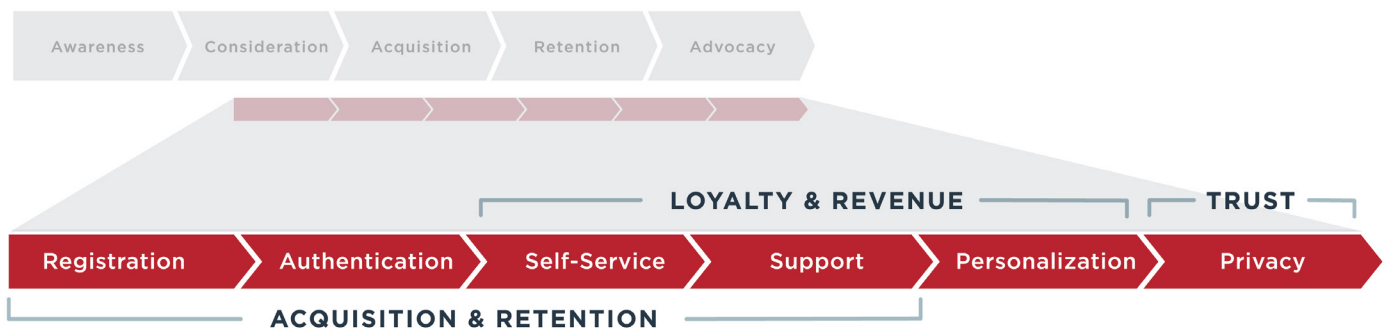 Awareness Consideration Acquisition Retention Advocacy
LOYALTY & REVENUE TRUST
Registration Authentication Self-Service Support Personalization Privacy
ACQUISITION & RETENTION